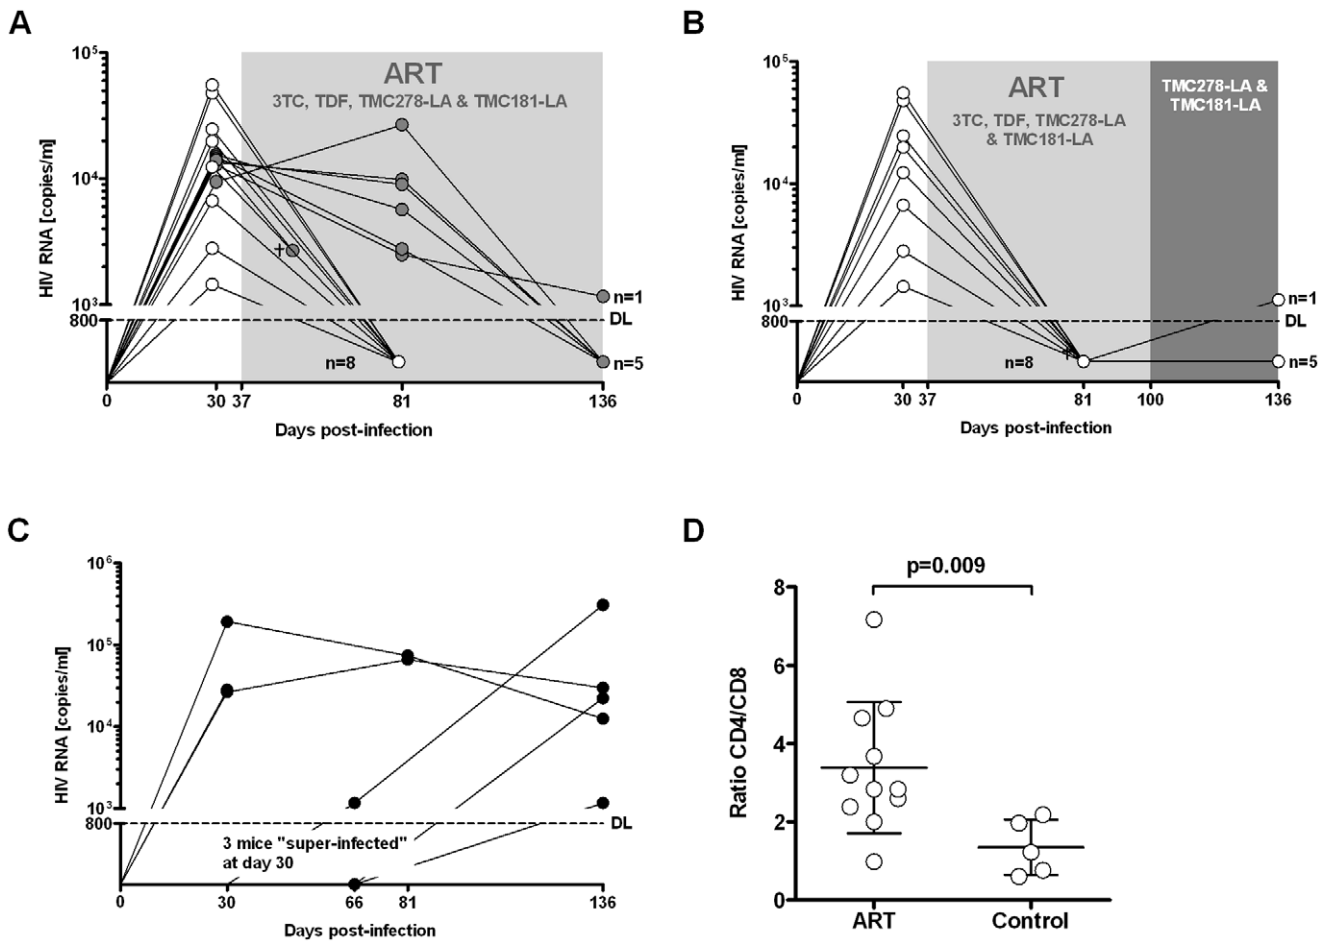 A
10⁵
10⁴
10³
800
HIV RNA [copies/ml]
ART
3TC, TDF, TMC278-LA & TMC181-LA
†
n=8
n=1
DL
n=5
0 30 37 81 136
Days post-infection
B
10⁵
10⁴
10³
800
HIV RNA [copies/ml]
ART
3TC, TDF, TMC278-LA
& TMC181-LA
TMC278-LA &
TMC181-LA
†
n=8
n=1
DL
n=5
0 30 37 81 100 136
Days post-infection
C
10⁶
10⁵
10⁴
10³
800
HIV RNA [copies/ml]
DL
3 mice "super-infected"
at day 30
0 30 66 81 136
Days post-infection
D
p=0.009
8
6
4
2
0
Ratio CD4/CD8
ART Control